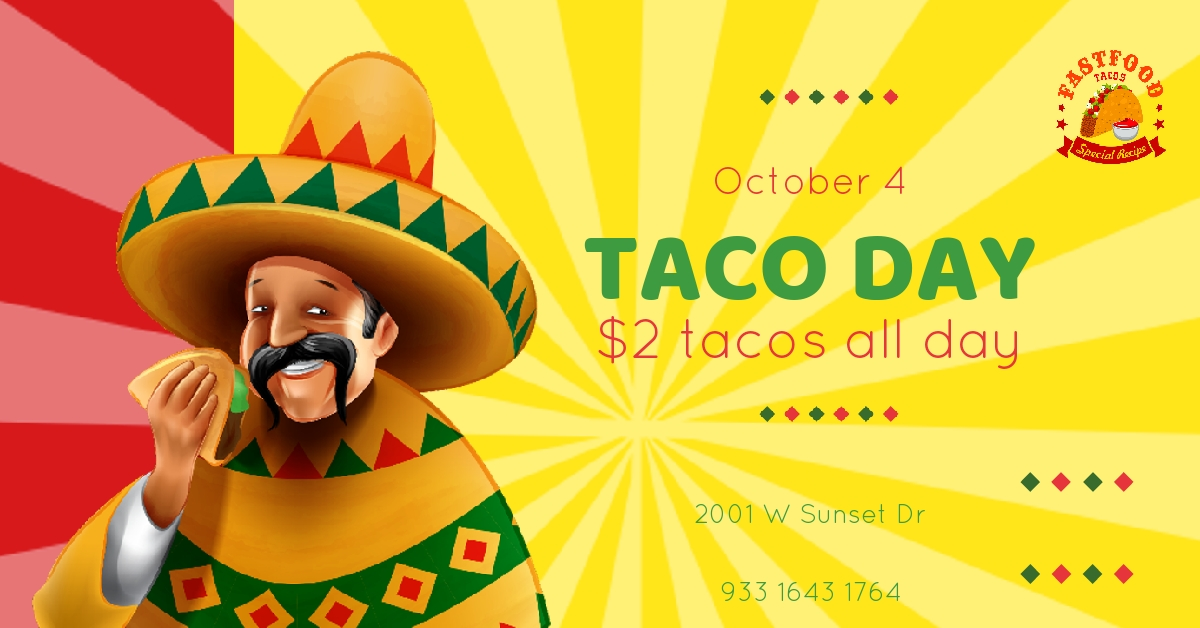 FASTFOOD
TACOS
Special Recipe
October 4
TACO DAY
$2 tacos all day
2001 W Sunset Dr
933 1643 1764